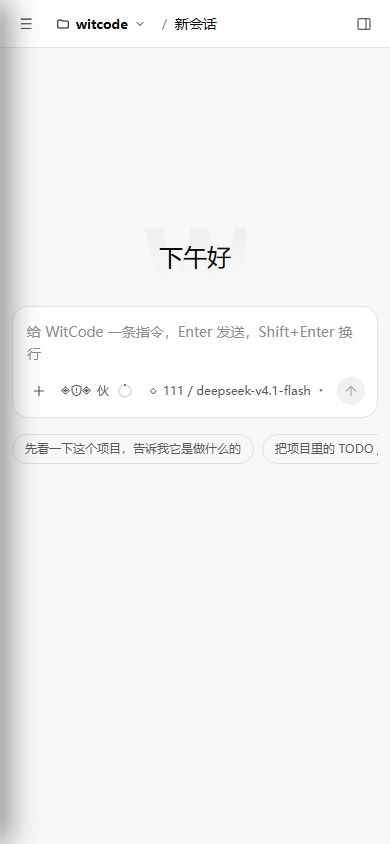 witcode / 新会话
W
下午好
给 WitCode 一条指令，Enter 发送，Shift+Enter 换
行
伙 111 / deepseek-v4.1-flash
先看一下这个项目，告诉我它是做什么的 把项目里的 TODO